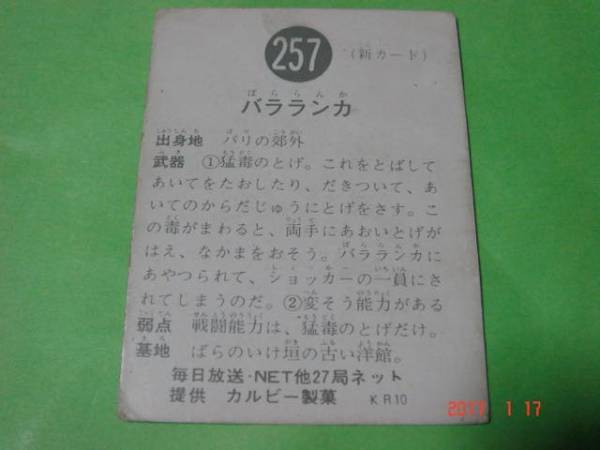 257 (新カード)
ばららんか
バラランカ
出身地 パリの郊外
武器 ①猛毒のとげ。これをとばして
あいてをたおしたり、だきついて、あ
いてのからだじゅうにとげをさす。こ
の毒がまわると、両手にあおいとげが
はえ、なかまをおそう。バラランカに
あやつられて、ショッカーの一員にさ
れてしまうのだ。②変そう能力がある
弱点 戦闘能力は、猛毒のとげだけ。
基地 ばらのいけ垣の古い洋館。
毎日放送・NET他27局ネット
提供 カルビー製菓 KR10
2017 1 17